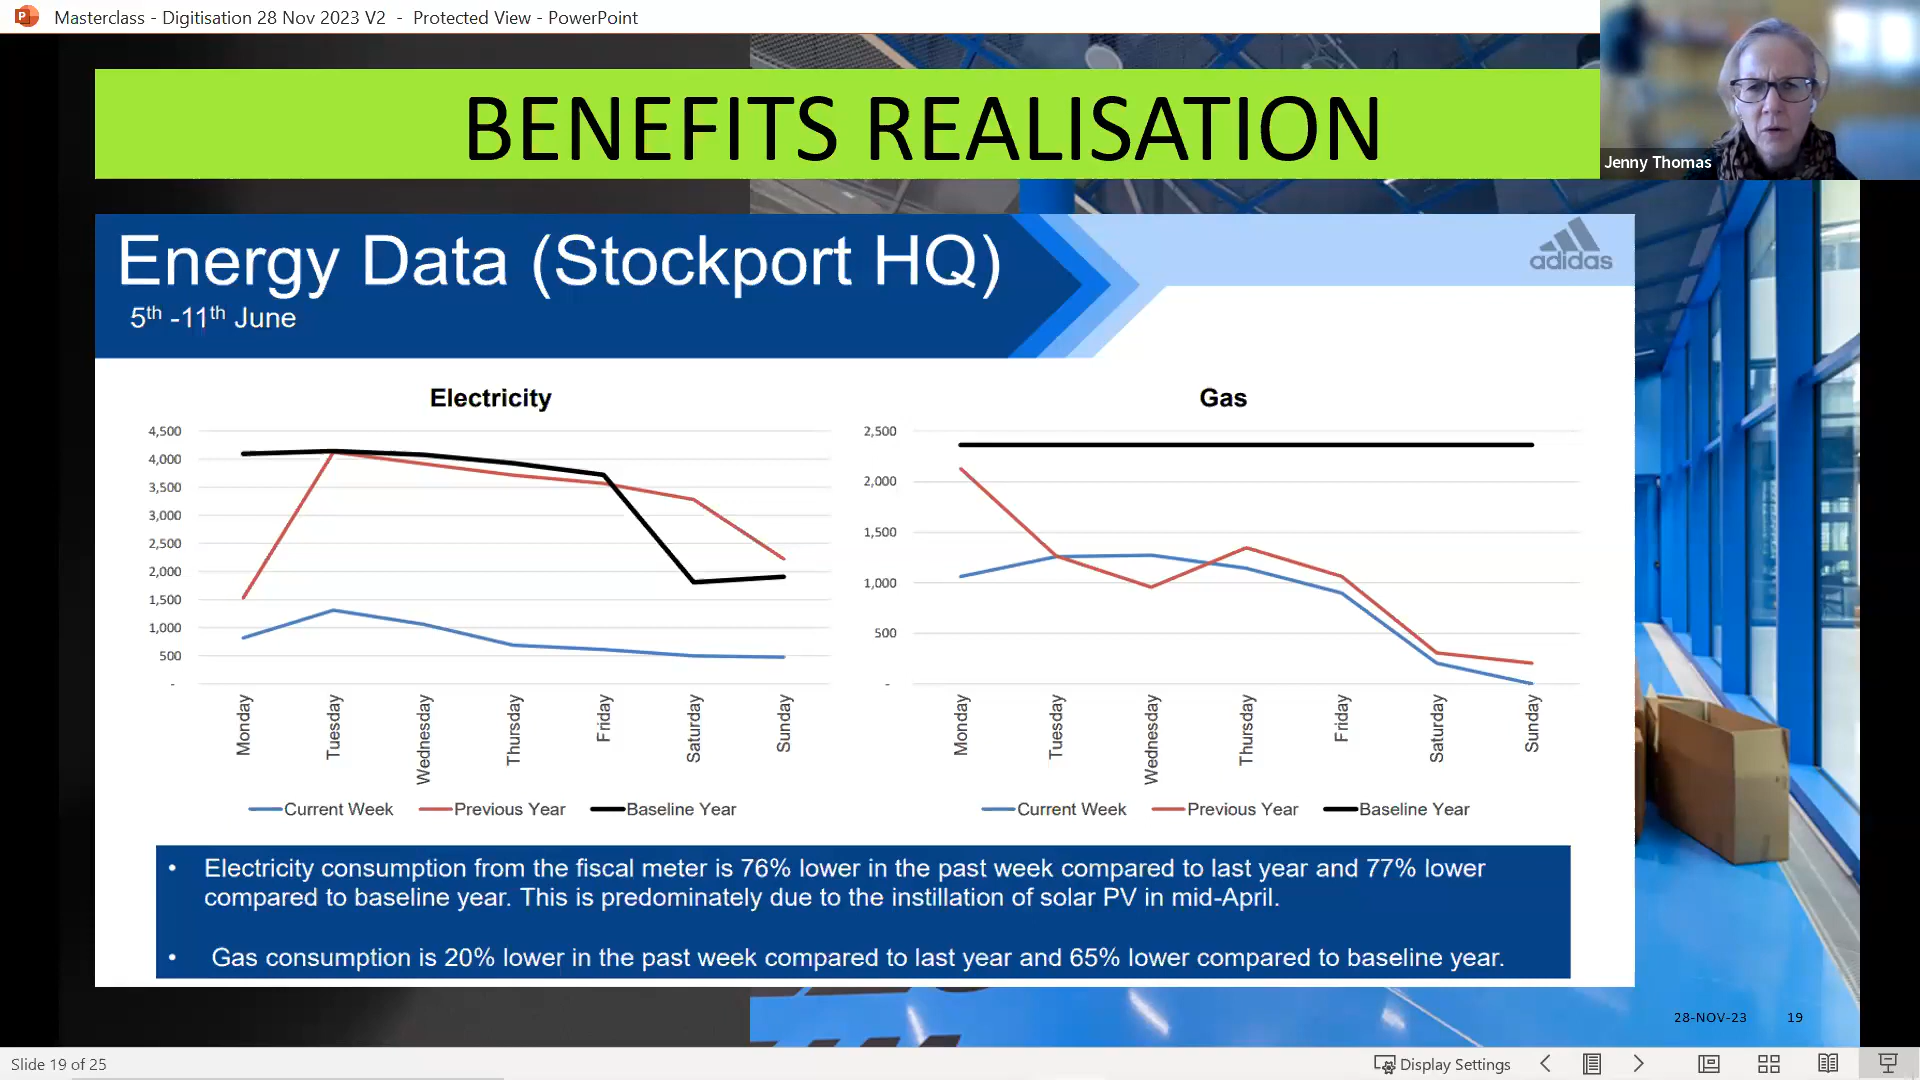 Masterclass - Digitisation 28 Nov 2023 V2 - Protected View - PowerPoint
BENEFITS REALISATION
Jenny Thomas
Energy Data (Stockport HQ)
5th -11th June
adidas
Electricity
4,500
4,000
3,500
3,000
2,500
2,000
1,500
1,000
500
-
Monday
Tuesday
Wednesday
Thursday
Friday
Saturday
Sunday
Current Week
Previous Year
Baseline Year
Gas
2,500
2,000
1,500
1,000
500
-
Monday
Tuesday
Wednesday
Thursday
Friday
Saturday
Sunday
Current Week
Previous Year
Baseline Year
• Electricity consumption from the fiscal meter is 76% lower in the past week compared to last year and 77% lower
compared to baseline year. This is predominately due to the instillation of solar PV in mid-April.
• Gas consumption is 20% lower in the past week compared to last year and 65% lower compared to baseline year.
28-NOV-23 19
Slide 19 of 25
Display Settings